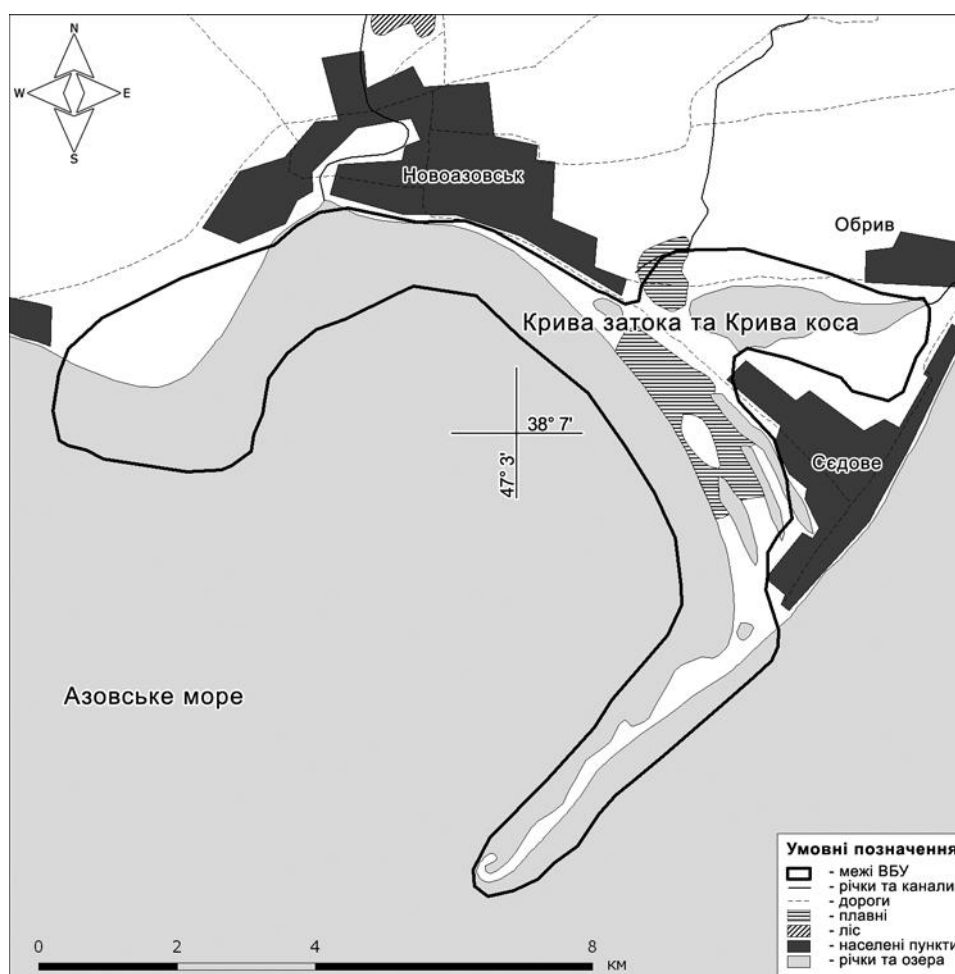 N
W E
S
Новоазовськ
Обрив
Крива затока та Крива коса
38° 7'
47° 3'
Сєдове
Азовське море
Умовні позначення
- межі ВБУ
- річки та канали
- дороги
- плавні
- ліс
- населені пункти
- річки та озера
0 2 4 8
км